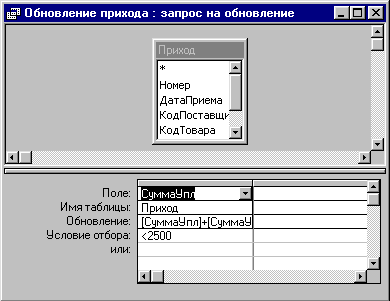 Обновление прихода : запрос на обновление
Приход
*
Номер
ДатаПриема
КодПоставщи
КодТовара
Поле: СуммаУпл
Имя таблицы: Приход
Обновление: [СуммаУпл]+[СуммаУ
Условие отбора: <2500
или: